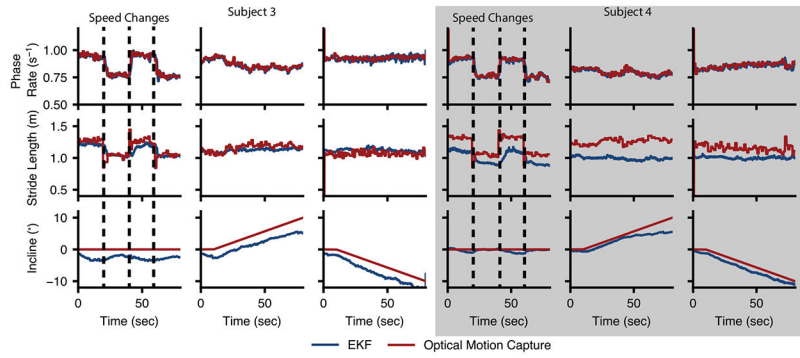 Speed Changes Subject 3 Speed Changes Subject 4
Phase
Rate (s⁻¹)
1.00
0.75
0.50
Stride Length (m)
1.5
1.0
0.5
Incline (°)
10
0
−10
0 50 0 50 0 50 0 50 0 50 0 50
Time (sec) Time (sec) Time (sec) Time (sec) Time (sec) Time (sec)
EKF Optical Motion Capture